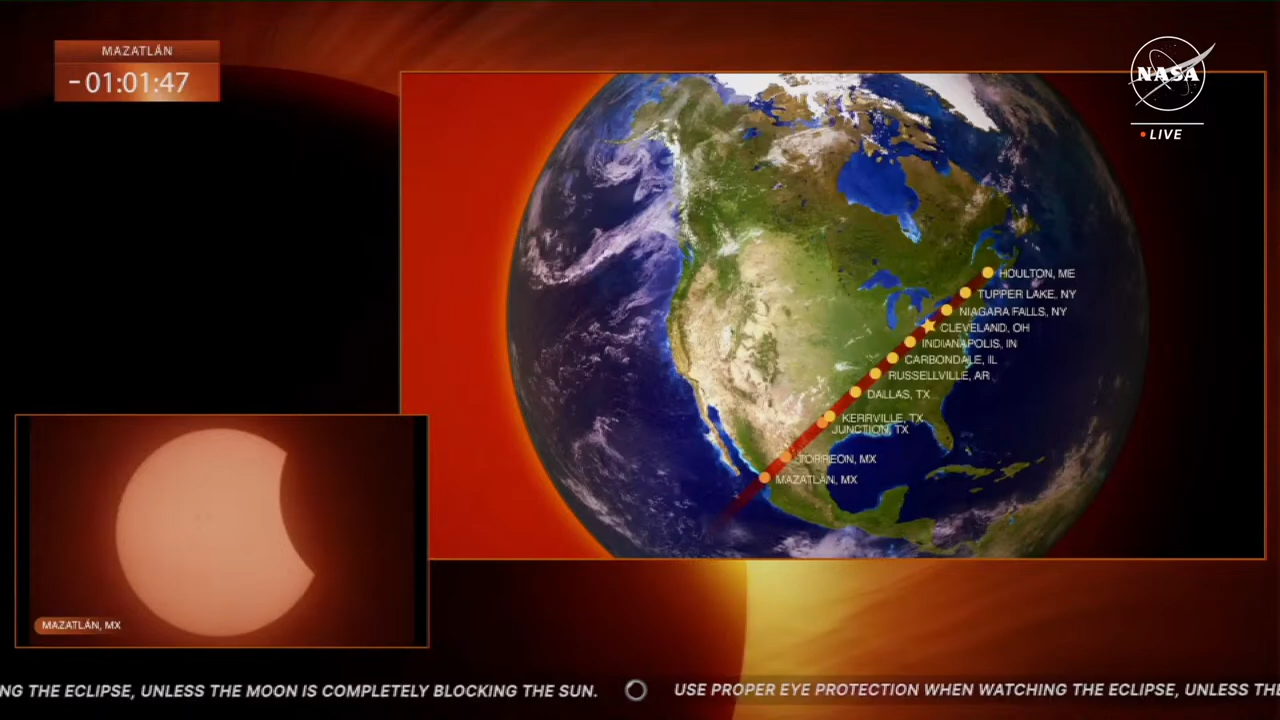 MAZATLÁN
-01:01:47
NASA
LIVE
HOULTON, ME
TUPPER LAKE, NY
NIAGARA FALLS, NY
CLEVELAND, OH
INDIANAPOLIS, IN
CARBONDALE, IL
RUSSELLVILLE, AR
DALLAS, TX
KERRVILLE, TX
JUNCTION, TX
TORREON, MX
MAZATLÁN, MX
MAZATLÁN, MX
NG THE ECLIPSE, UNLESS THE MOON IS COMPLETELY BLOCKING THE SUN. USE PROPER EYE PROTECTION WHEN WATCHING THE ECLIPSE, UNLESS THE